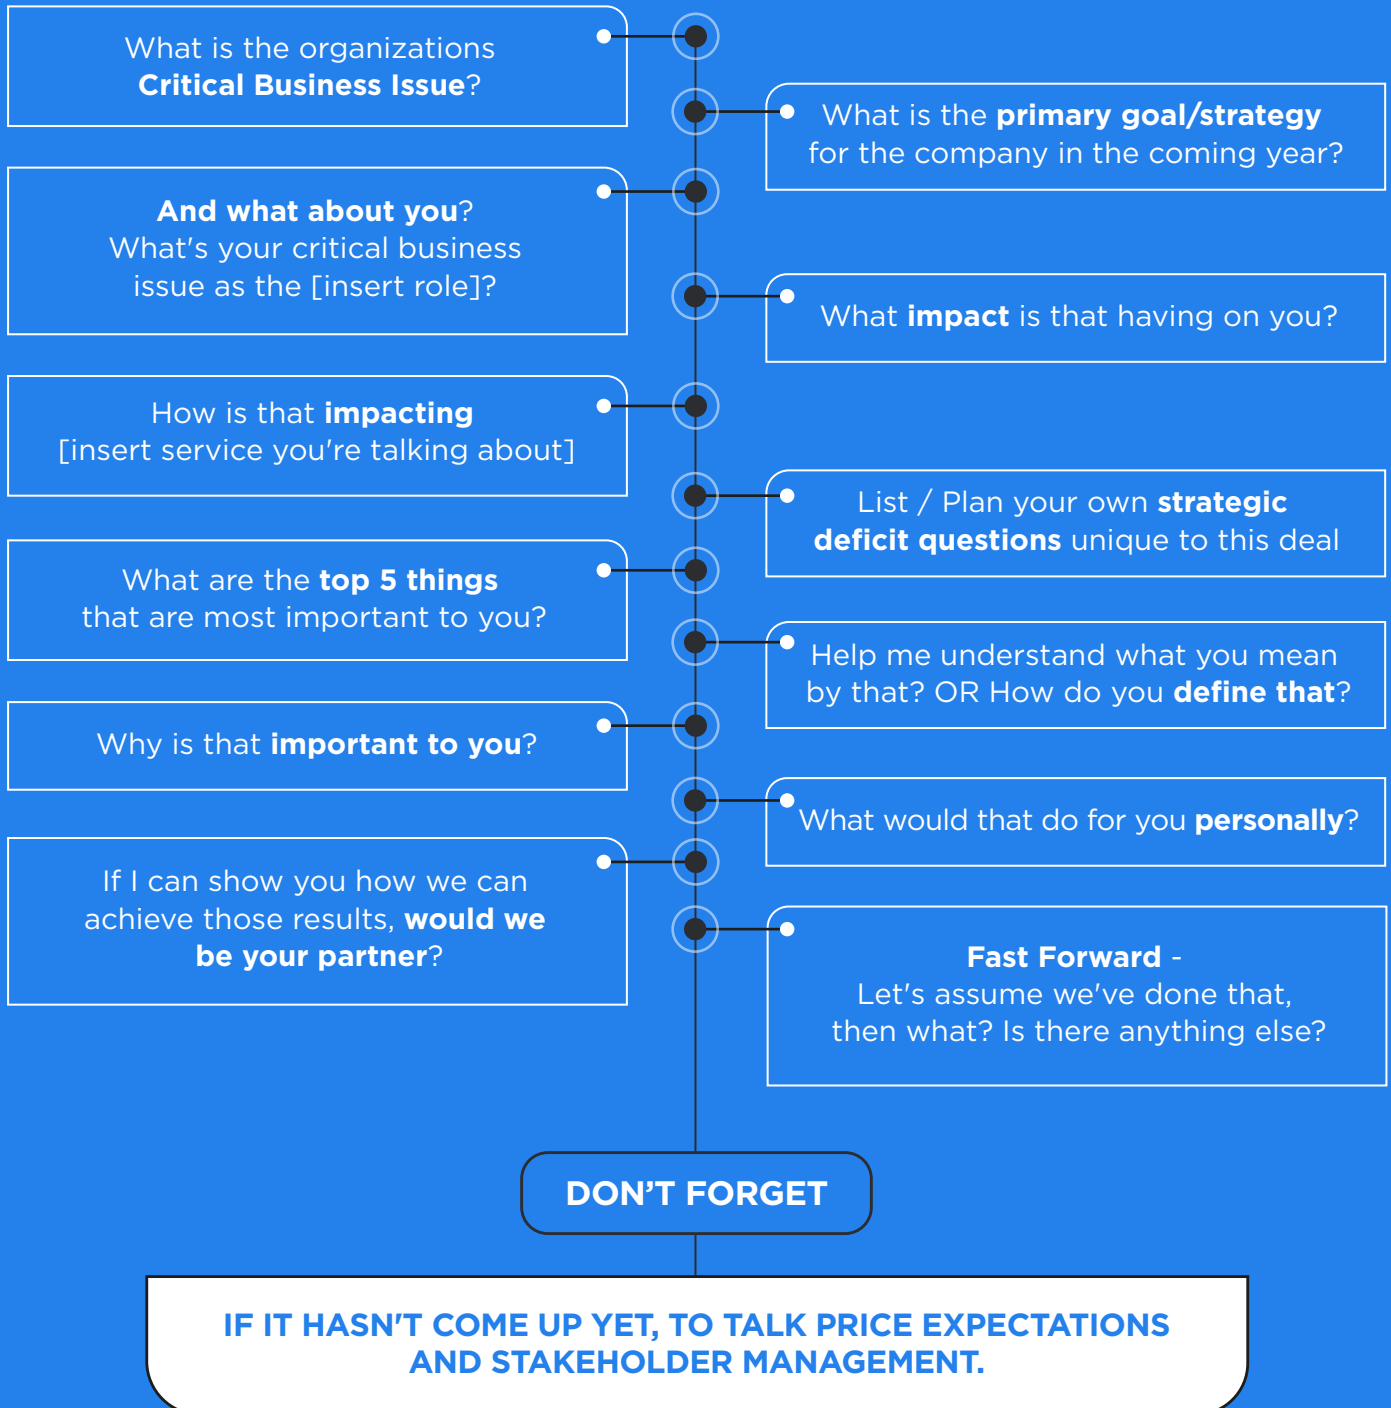 What is the organizations
Critical Business Issue?
What is the primary goal/strategy
for the company in the coming year?
And what about you?
What's your critical business
issue as the [insert role]?
What impact is that having on you?
How is that impacting
[insert service you're talking about]
List / Plan your own strategic
deficit questions unique to this deal
What are the top 5 things
that are most important to you?
Help me understand what you mean
by that? OR How do you define that?
Why is that important to you?
What would that do for you personally?
If I can show you how we can
achieve those results, would we
be your partner?
Fast Forward -
Let's assume we've done that,
then what? Is there anything else?
DON'T FORGET
IF IT HASN'T COME UP YET, TO TALK PRICE EXPECTATIONS
AND STAKEHOLDER MANAGEMENT.